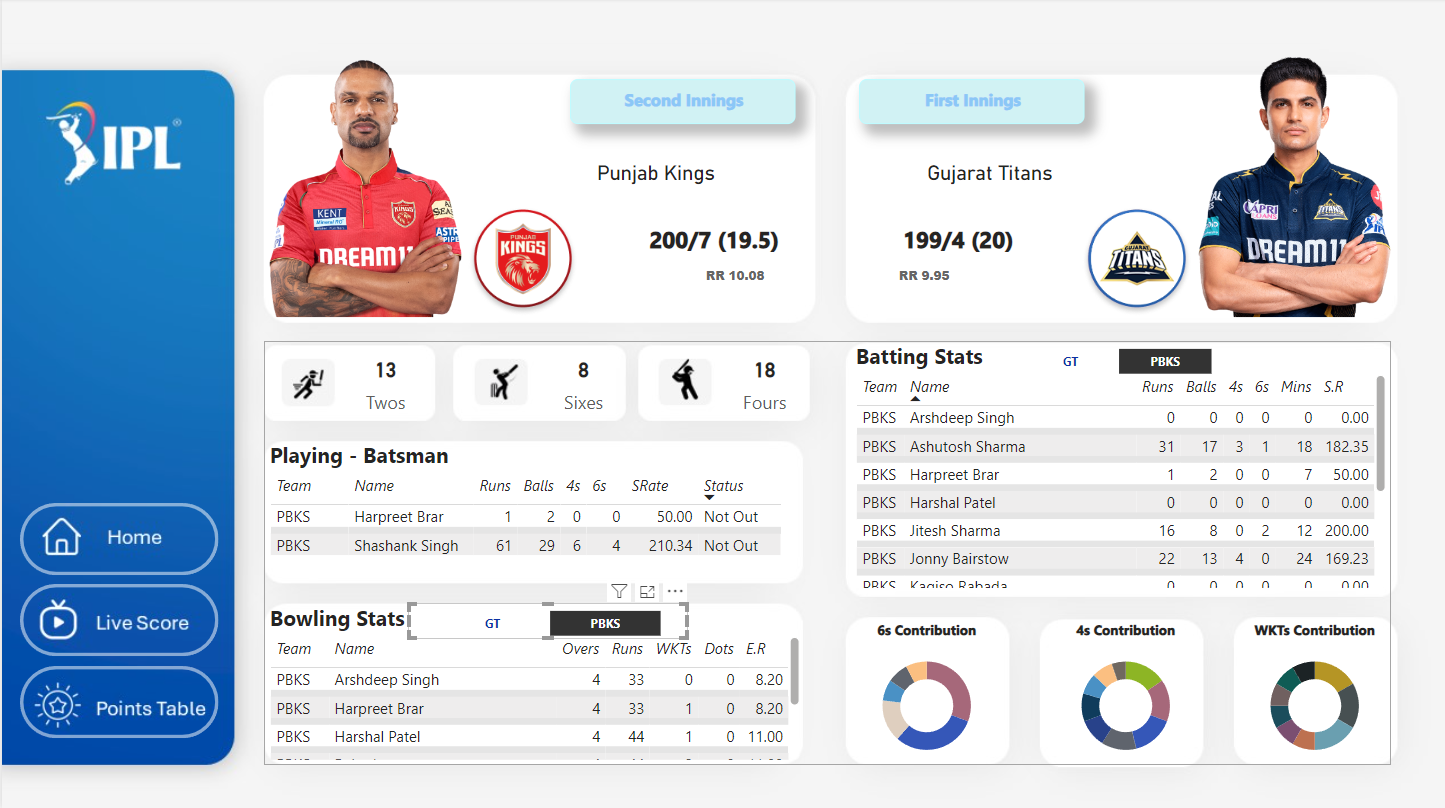 IPL
Home
Live Score
Points Table
Second Innings
Punjab Kings
200/7 (19.5)
RR 10.08
KENT
KINGS
DREAM11
PUNJAB
KINGS
First Innings
Gujarat Titans
199/4 (20)
RR 9.95
GUJARAT
TITANS
TITANS
DREAM11
13
Twos
8
Sixes
18
Fours
Playing - Batsman
Team Name Runs Balls 4s 6s SRate Status
PBKS Harpreet Brar 1 2 0 0 50.00 Not Out
PBKS Shashank Singh 61 29 6 4 210.34 Not Out
Bowling Stats GT PBKS
Team Name Overs Runs WKTs Dots E.R
PBKS Arshdeep Singh 4 33 0 0 8.20
PBKS Harpreet Brar 4 33 1 0 8.20
PBKS Harshal Patel 4 44 1 0 11.00
Batting Stats GT PBKS
Team Name Runs Balls 4s 6s Mins S.R
PBKS Arshdeep Singh 0 0 0 0 0 0.00
PBKS Ashutosh Sharma 31 17 3 1 18 182.35
PBKS Harpreet Brar 1 2 0 0 7 50.00
PBKS Harshal Patel 0 0 0 0 0 0.00
PBKS Jitesh Sharma 16 8 0 2 12 200.00
PBKS Jonny Bairstow 22 13 4 0 24 169.23
PBKS Kagiso Rabada 0 0 0 0 0 0.00
6s Contribution
4s Contribution
WKTs Contribution